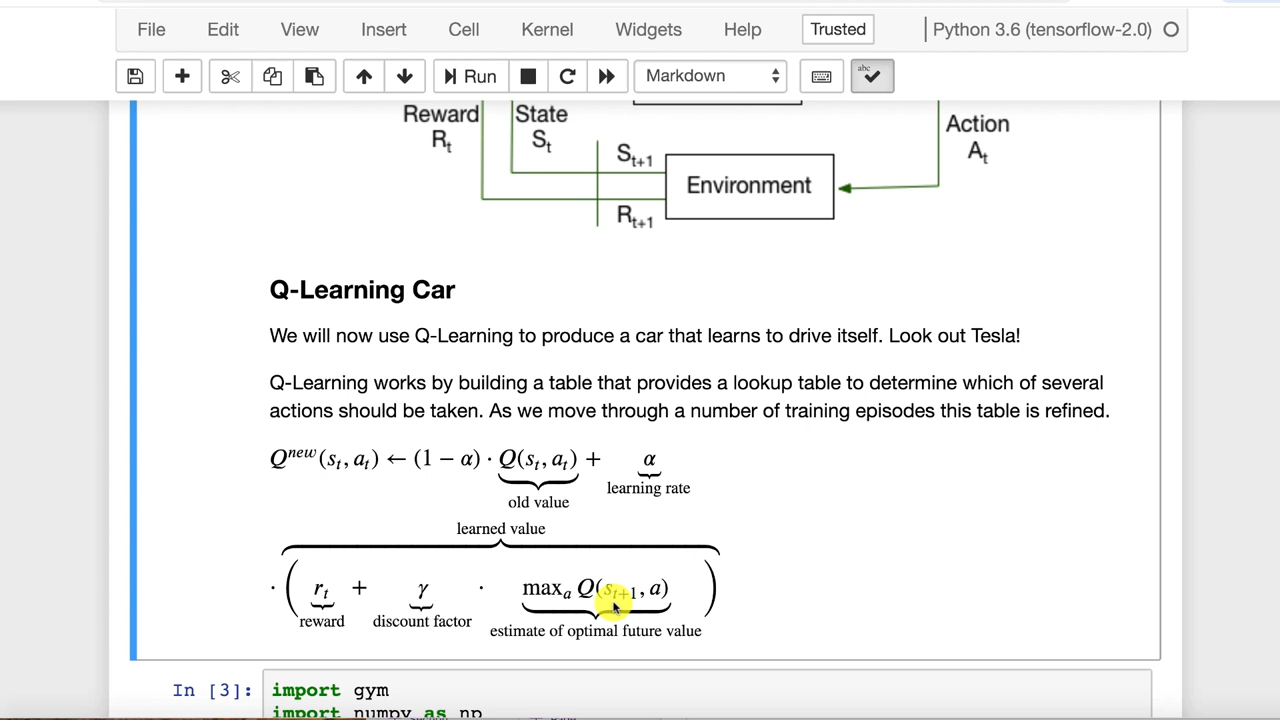 File Edit View Insert Cell Kernel Widgets Help Trusted Python 3.6 (tensorflow-2.0)
Run Markdown
Reward State Action
Rt St At
St+1
Environment
Rt+1
Q-Learning Car
We will now use Q-Learning to produce a car that learns to drive itself. Look out Tesla!
Q-Learning works by building a table that provides a lookup table to determine which of several
actions should be taken. As we move through a number of training episodes this table is refined.
Qnew(st, at) ← (1 − α) · Q(st, at) + α
learning rate
old value
learned value
· ( rt + γ · maxa Q(st+1, a) )
reward discount factor estimate of optimal future value
In [3]: import gym
import numpy as np